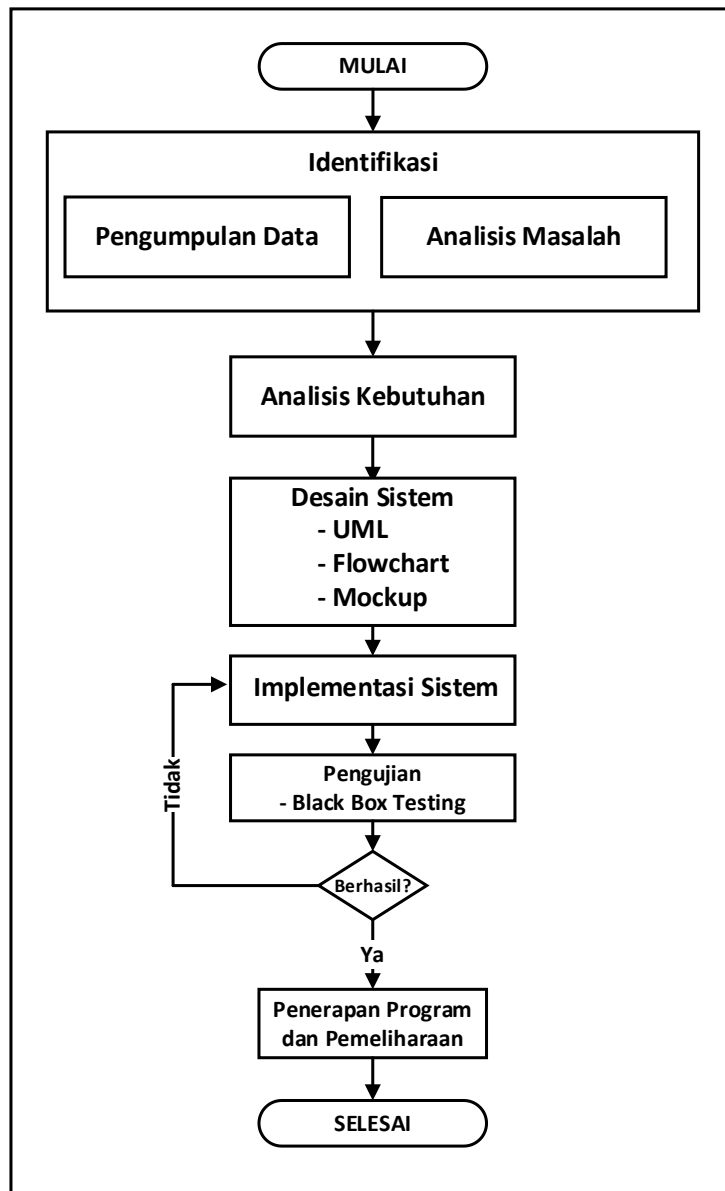 MULAI
Identifikasi
Pengumpulan Data
Analisis Masalah
Analisis Kebutuhan
Desain Sistem
- UML
- Flowchart
- Mockup
Implementasi Sistem
Pengujian
- Black Box Testing
Tidak
Berhasil?
Ya
Penerapan Program
dan Pemeliharaan
SELESAI